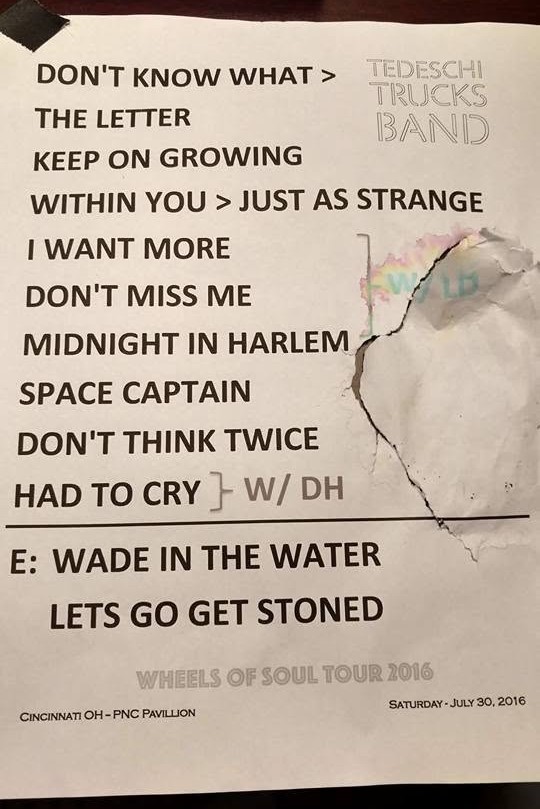 TEDESCHI
TRUCKS
BAND
DON'T KNOW WHAT >
THE LETTER
KEEP ON GROWING
WITHIN YOU > JUST AS STRANGE
I WANT MORE
DON'T MISS ME
W/ LD
MIDNIGHT IN HARLEM
SPACE CAPTAIN
DON'T THINK TWICE
HAD TO CRY } W/ DH
E: WADE IN THE WATER
LETS GO GET STONED
WHEELS OF SOUL TOUR 2016
CINCINNATI OH – PNC PAVILLION
SATURDAY - JULY 30, 2016